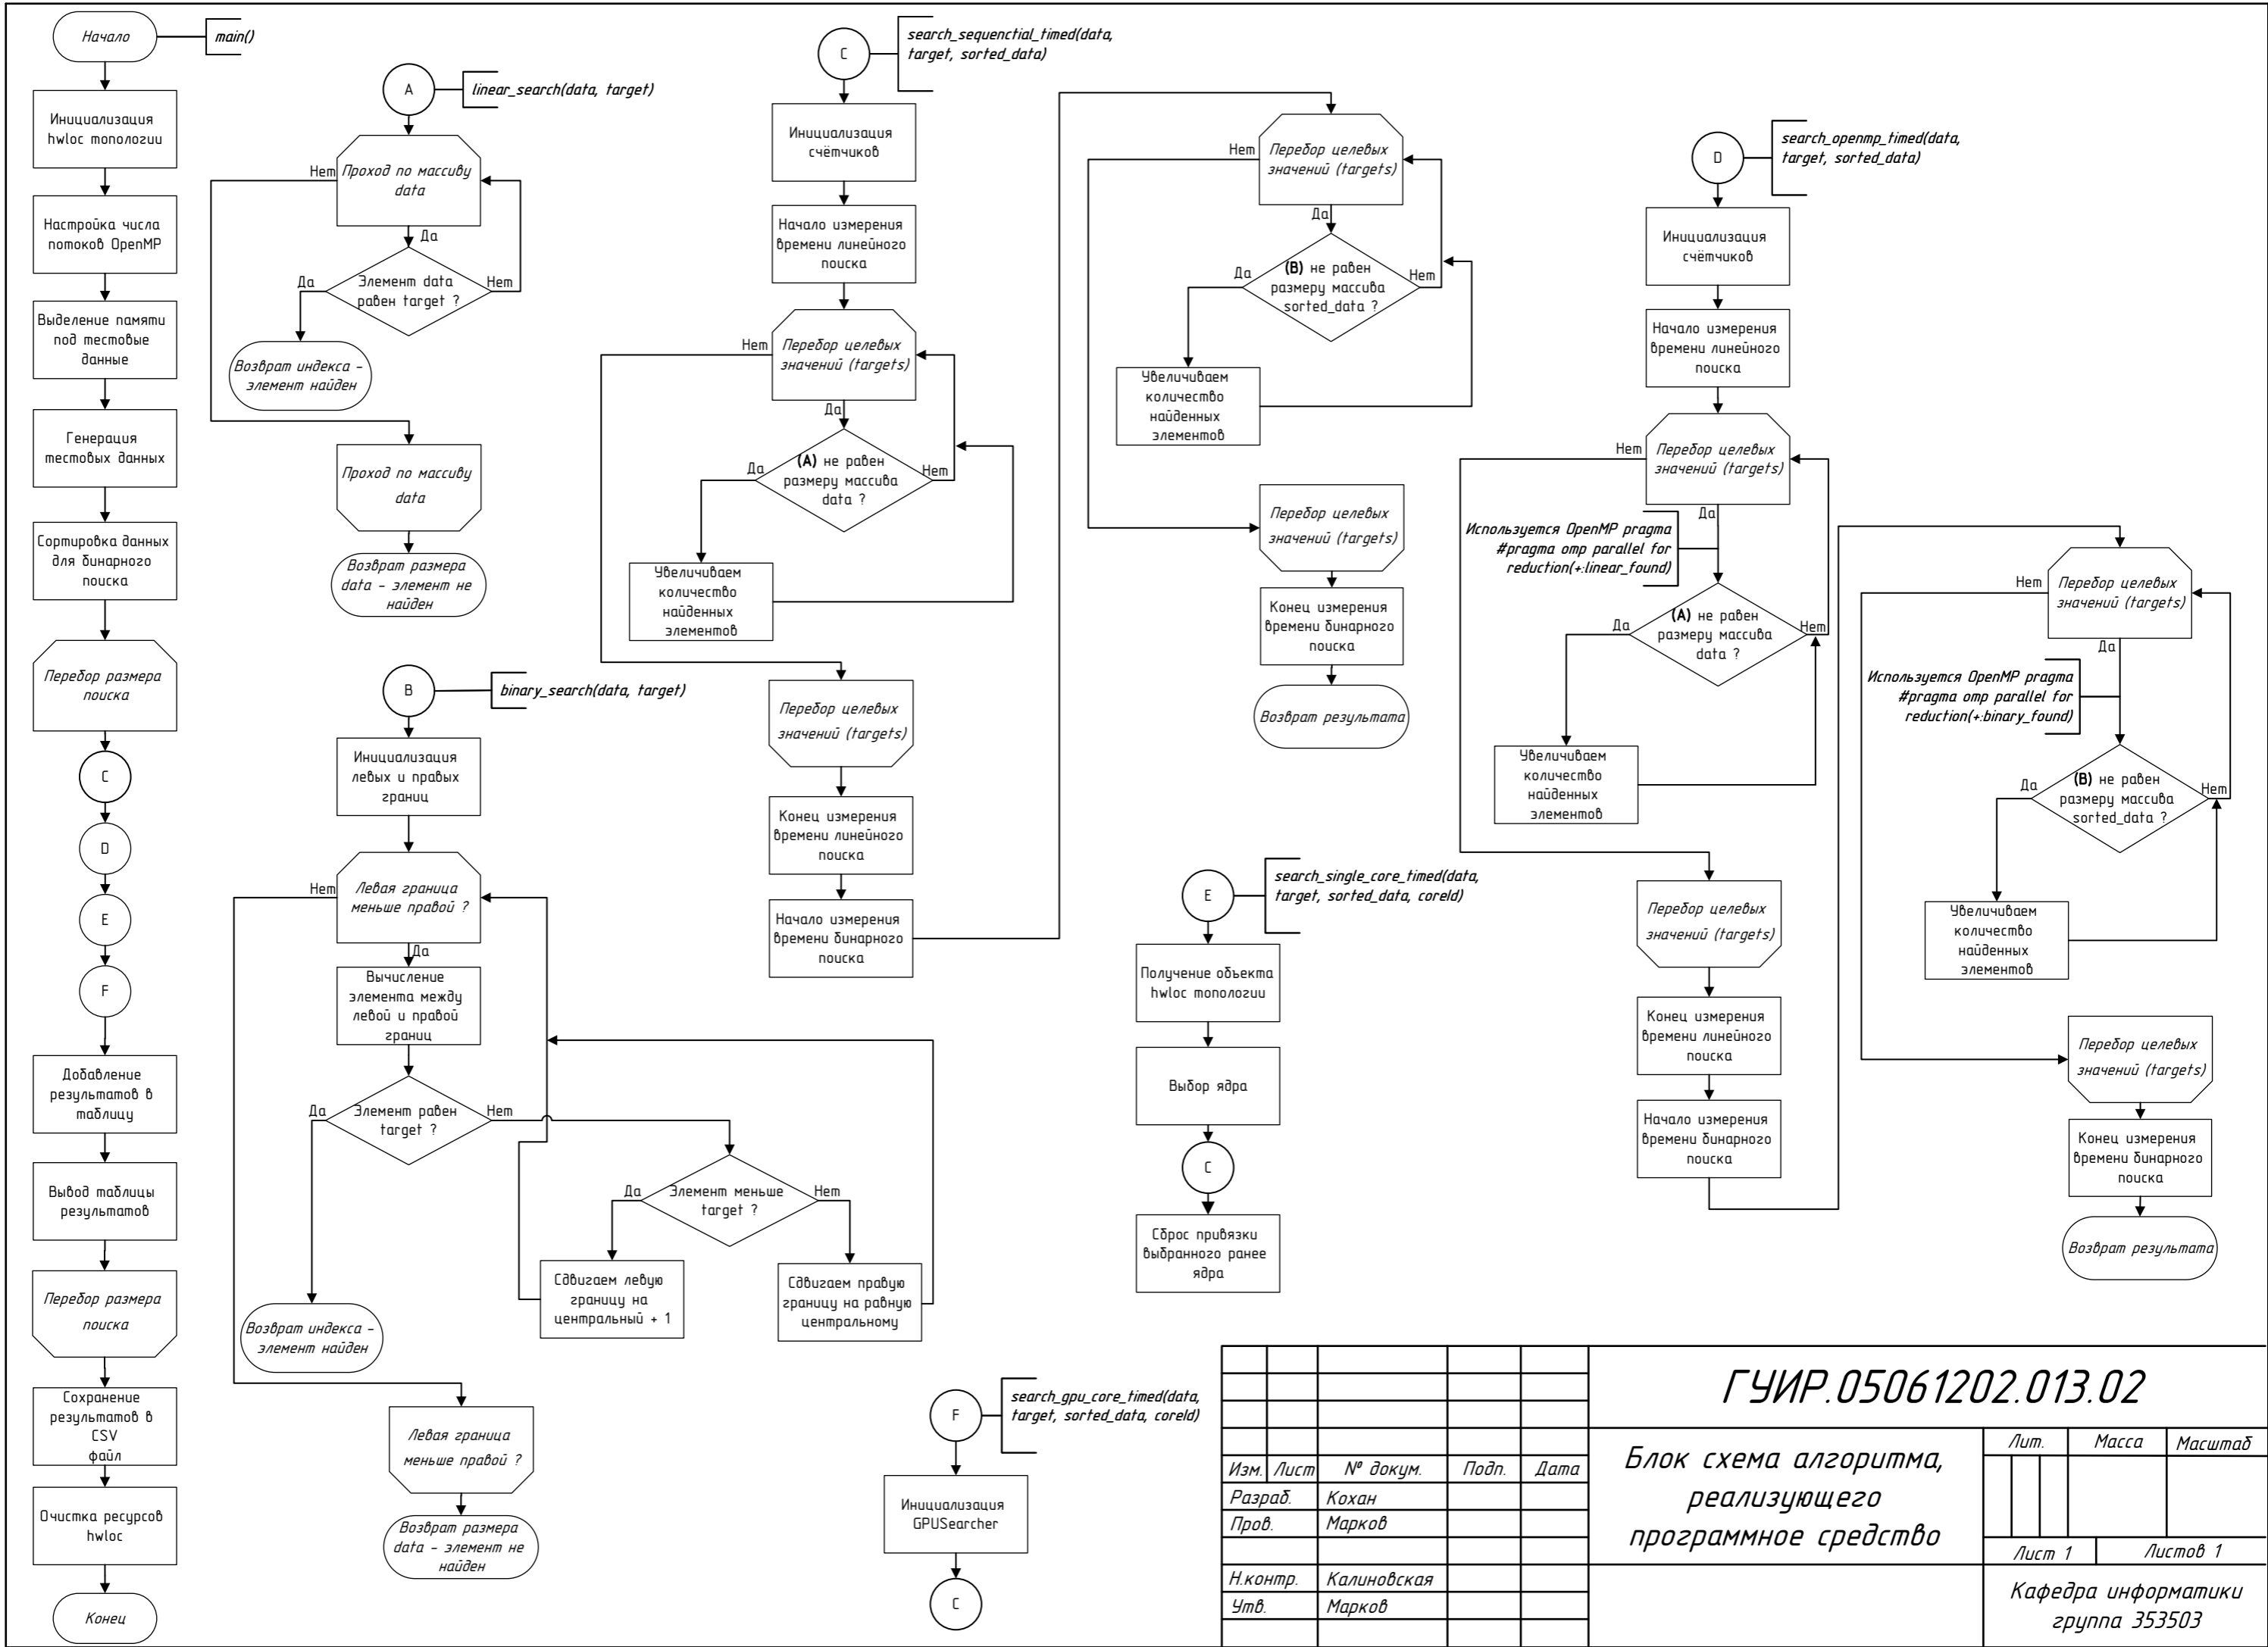 Начало
main()
Инициализация
hwloc топологии
Настройка числа
потоков OpenMP
Выделение памяти
под тестовые
данные
Генерация
тестовых данных
Сортировка данных
для бинарного
поиска
Перебор размера
поиска
C
D
E
F
Добавление
результатов в
таблицу
Вывод таблицы
результатов
Перебор размера
поиска
Сохранение
результатов в
CSV
файл
Очистка ресурсов
hwloc
Конец
A
linear_search(data, target)
Проход по массиву
data
Нет
Да
Элемент data
равен target ?
Да
Нет
Возврат индекса -
элемент найден
Проход по массиву
data
Возврат размера
data - элемент не
найден
B
binary_search(data, target)
Инициализация
левых и правых
границ
Левая граница
меньше правой ?
Нет
Да
Вычисление
элемента между
левой и правой
границ
Элемент равен
target ?
Да
Нет
Элемент меньше
target ?
Да
Нет
Сдвигаем левую
границу на
центральный + 1
Сдвигаем правую
границу на равную
центральному
Возврат индекса -
элемент найден
Левая граница
меньше правой ?
Возврат размера
data - элемент не
найден
C
search_sequenctial_timed(data,
target, sorted_data)
Инициализация
счётчиков
Начало измерения
времени линейного
поиска
Перебор целевых
значений (targets)
Нет
Да
(A) не равен
размеру массива
data ?
Да
Нет
Увеличиваем
количество
найденных
элементов
Перебор целевых
значений (targets)
Конец измерения
времени линейного
поиска
Начало измерения
времени бинарного
поиска
Перебор целевых
значений (targets)
Нет
Да
(B) не равен
размеру массива
sorted_data ?
Да
Нет
Увеличиваем
количество
найденных
элементов
Перебор целевых
значений (targets)
Конец измерения
времени бинарного
поиска
Возврат результата
D
search_openmp_timed(data,
target, sorted_data)
Инициализация
счётчиков
Начало измерения
времени линейного
поиска
Перебор целевых
значений (targets)
Нет
Да
Используется OpenMP pragma
#pragma omp parallel for
reduction(+:linear_found)
(A) не равен
размеру массива
data ?
Да
Нет
Увеличиваем
количество
найденных
элементов
Перебор целевых
значений (targets)
Конец измерения
времени линейного
поиска
Начало измерения
времени бинарного
поиска
Перебор целевых
значений (targets)
Нет
Да
Используется OpenMP pragma
#pragma omp parallel for
reduction(+:binary_found)
(B) не равен
размеру массива
sorted_data ?
Да
Нет
Увеличиваем
количество
найденных
элементов
Перебор целевых
значений (targets)
Конец измерения
времени бинарного
поиска
Возврат результата
E
search_single_core_timed(data,
target, sorted_data, coreId)
Получение объекта
hwloc топологии
Выбор ядра
C
Сброс привязки
выбранного ранее
ядра
F
search_gpu_core_timed(data,
target, sorted_data, coreId)
Инициализация
GPUSearcher
C
ГУИР.05061202.013.02
Блок схема алгоритма,
реализующего
программное средство
Лит. Масса Масштаб
Изм. Лист № докум. Подп. Дата
Разраб. Кохан
Пров. Марков
Н.контр. Калиновская
Утв. Марков
Лист 1 Листов 1
Кафедра информатики
группа 353503